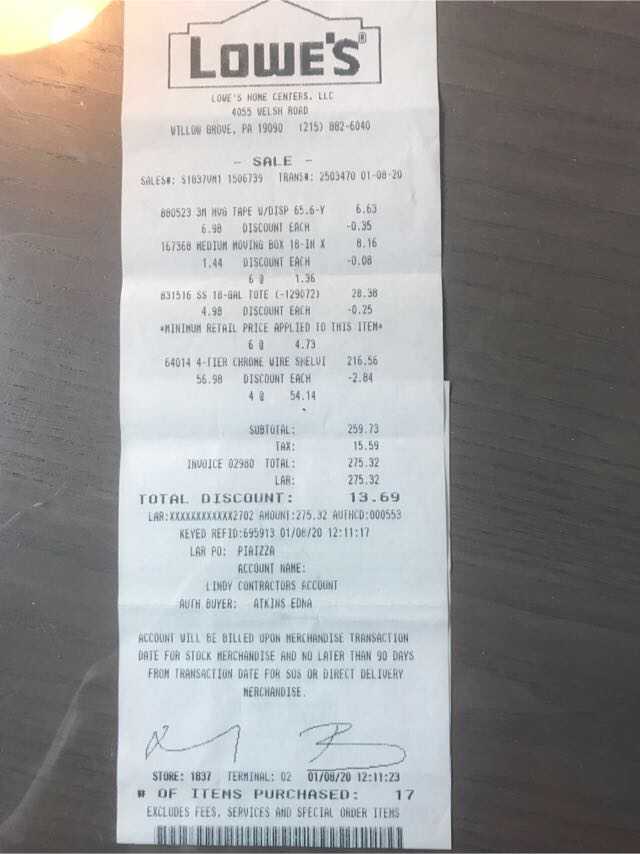 LOWE'S®
LOWE'S HOME CENTERS, LLC
4055 WELSH ROAD
WILLOW GROVE, PA 19090 (215) 882-6040
- SALE -
SALES#: S1837VM1 1506739 TRANS#: 2503470 01-08-20
880523 3M MVG TAPE W/DISP 65.6-Y 6.63
6.98 DISCOUNT EACH -0.35
167368 MEDIUM MOVING BOX 18-IN X 8.16
1.44 DISCOUNT EACH -0.08
6 @ 1.36
831516 SS 18-GAL TOTE (-129072) 28.38
4.98 DISCOUNT EACH -0.25
*MINIMUM RETAIL PRICE APPLIED TO THIS ITEM*
6 @ 4.73
64014 4-TIER CHROME WIRE SHELVI 216.56
56.98 DISCOUNT EACH -2.84
4 @ 54.14
SUBTOTAL: 259.73
TAX: 15.59
INVOICE 02980 TOTAL: 275.32
LAR: 275.32
TOTAL DISCOUNT: 13.69
LAR:XXXXXXXXXXXX2702 AMOUNT:275.32 AUTHCD:000553
KEYED REFID:695913 01/08/20 12:11:17
LAR PO: PIAIZZA
ACCOUNT NAME:
LINDY CONTRACTORS ACCOUNT
AUTH BUYER: ATKINS EDNA
ACCOUNT WILL BE BILLED UPON MERCHANDISE TRANSACTION
DATE FOR STOCK MERCHANDISE AND NO LATER THAN 90 DAYS
FROM TRANSACTION DATE FOR SOS OR DIRECT DELIVERY
MERCHANDISE.
STORE: 1837 TERMINAL: 02 01/08/20 12:11:23
# OF ITEMS PURCHASED: 17
EXCLUDES FEES, SERVICES AND SPECIAL ORDER ITEMS